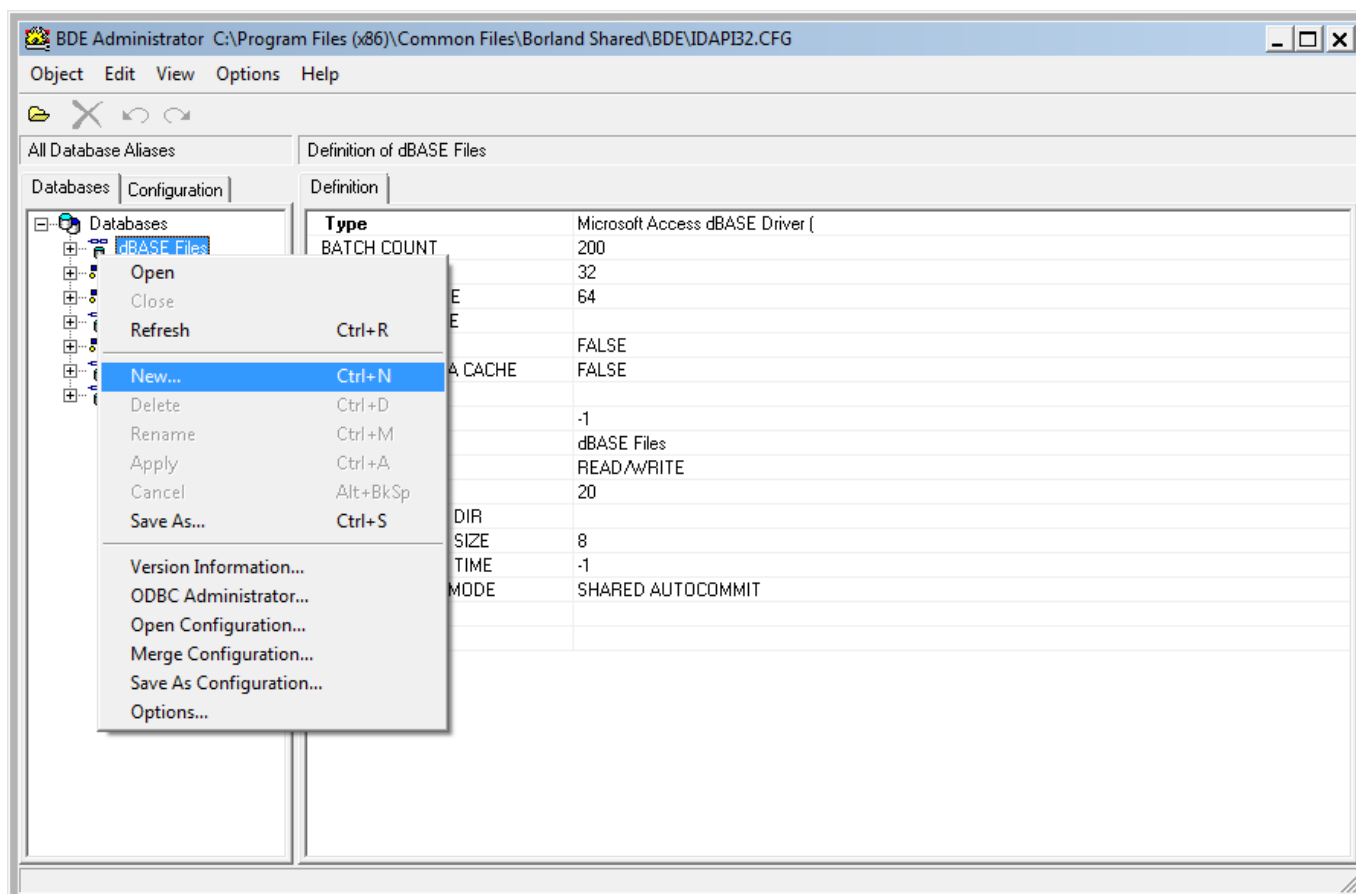 BDE Administrator C:\Program Files (x86)\Common Files\Borland Shared\BDE\IDAPI32.CFG
Object Edit View Options Help
All Database Aliases Definition of dBASE Files
Databases Configuration Definition
Databases Type Microsoft Access dBASE Driver (
dBASE Files BATCH COUNT 200
Open 32
Close E 64
Refresh Ctrl+R E
FALSE
New... Ctrl+N A CACHE FALSE
Delete Ctrl+D
-1
Rename Ctrl+M dBASE Files
Apply Ctrl+A READ/WRITE
Cancel Alt+BkSp 20
Save As... Ctrl+S DIR
SIZE 8
Version Information... TIME -1
ODBC Administrator... MODE SHARED AUTOCOMMIT
Open Configuration...
Merge Configuration...
Save As Configuration...
Options...